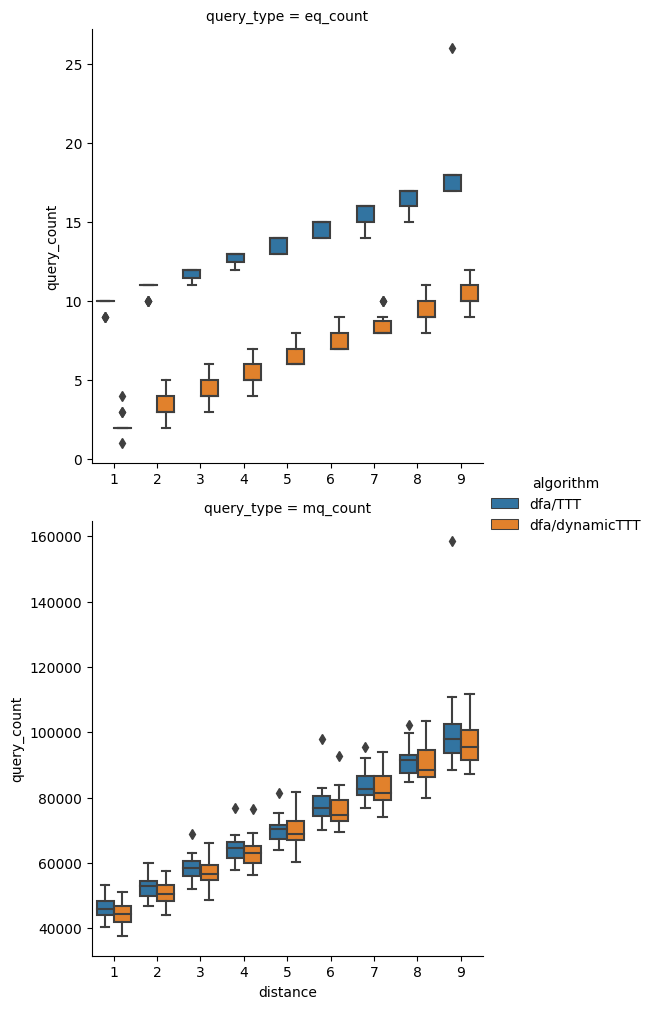 query_type = eq_count
25
20
15
10
5
0
query_count
1 2 3 4 5 6 7 8 9
algorithm
dfa/TTT
dfa/dynamicTTT
query_type = mq_count
160000
140000
120000
100000
80000
60000
40000
query_count
1 2 3 4 5 6 7 8 9
distance